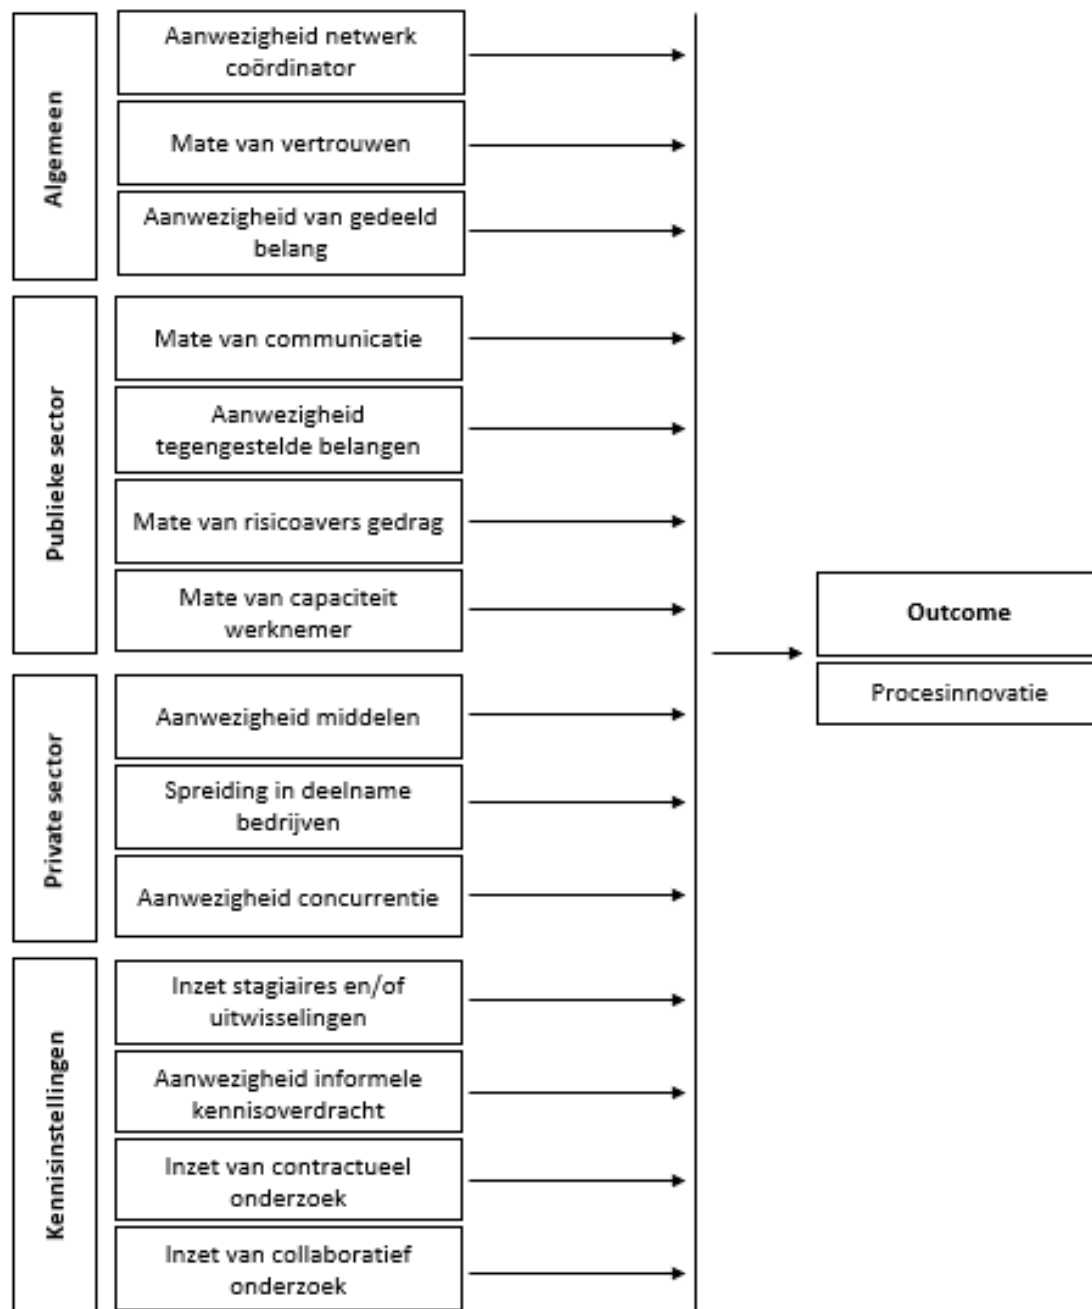 Algemeen
Aanwezigheid netwerk
coördinator
Mate van vertrouwen
Aanwezigheid van gedeeld
belang
Publieke sector
Mate van communicatie
Aanwezigheid
tegengestelde belangen
Mate van risicoavers gedrag
Mate van capaciteit
werknemer
Private sector
Aanwezigheid middelen
Spreiding in deelname
bedrijven
Aanwezigheid concurrentie
Kennisinstellingen
Inzet stagiaires en/of
uitwisselingen
Aanwezigheid informele
kennisoverdracht
Inzet van contractueel
onderzoek
Inzet van collaboratief
onderzoek
Outcome
Procesinnovatie